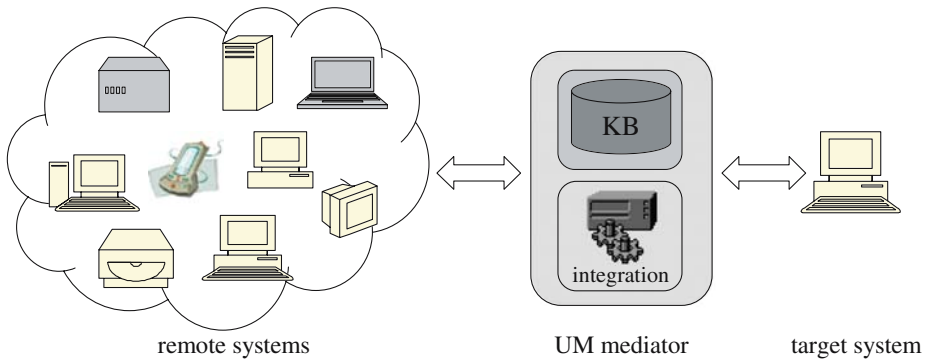 KB
integration
remote systems
UM mediator
target system